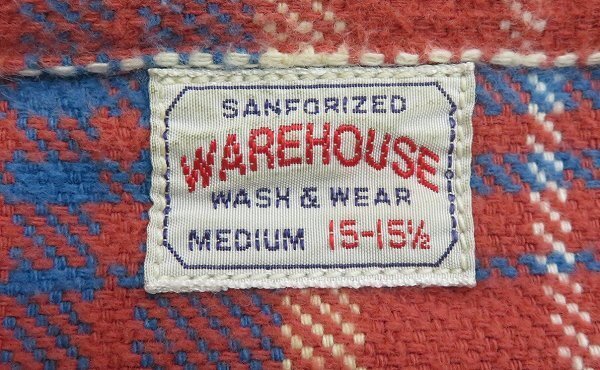 SANFORIZED
WAREHOUSE
WASH & WEAR
MEDIUM 15-15½